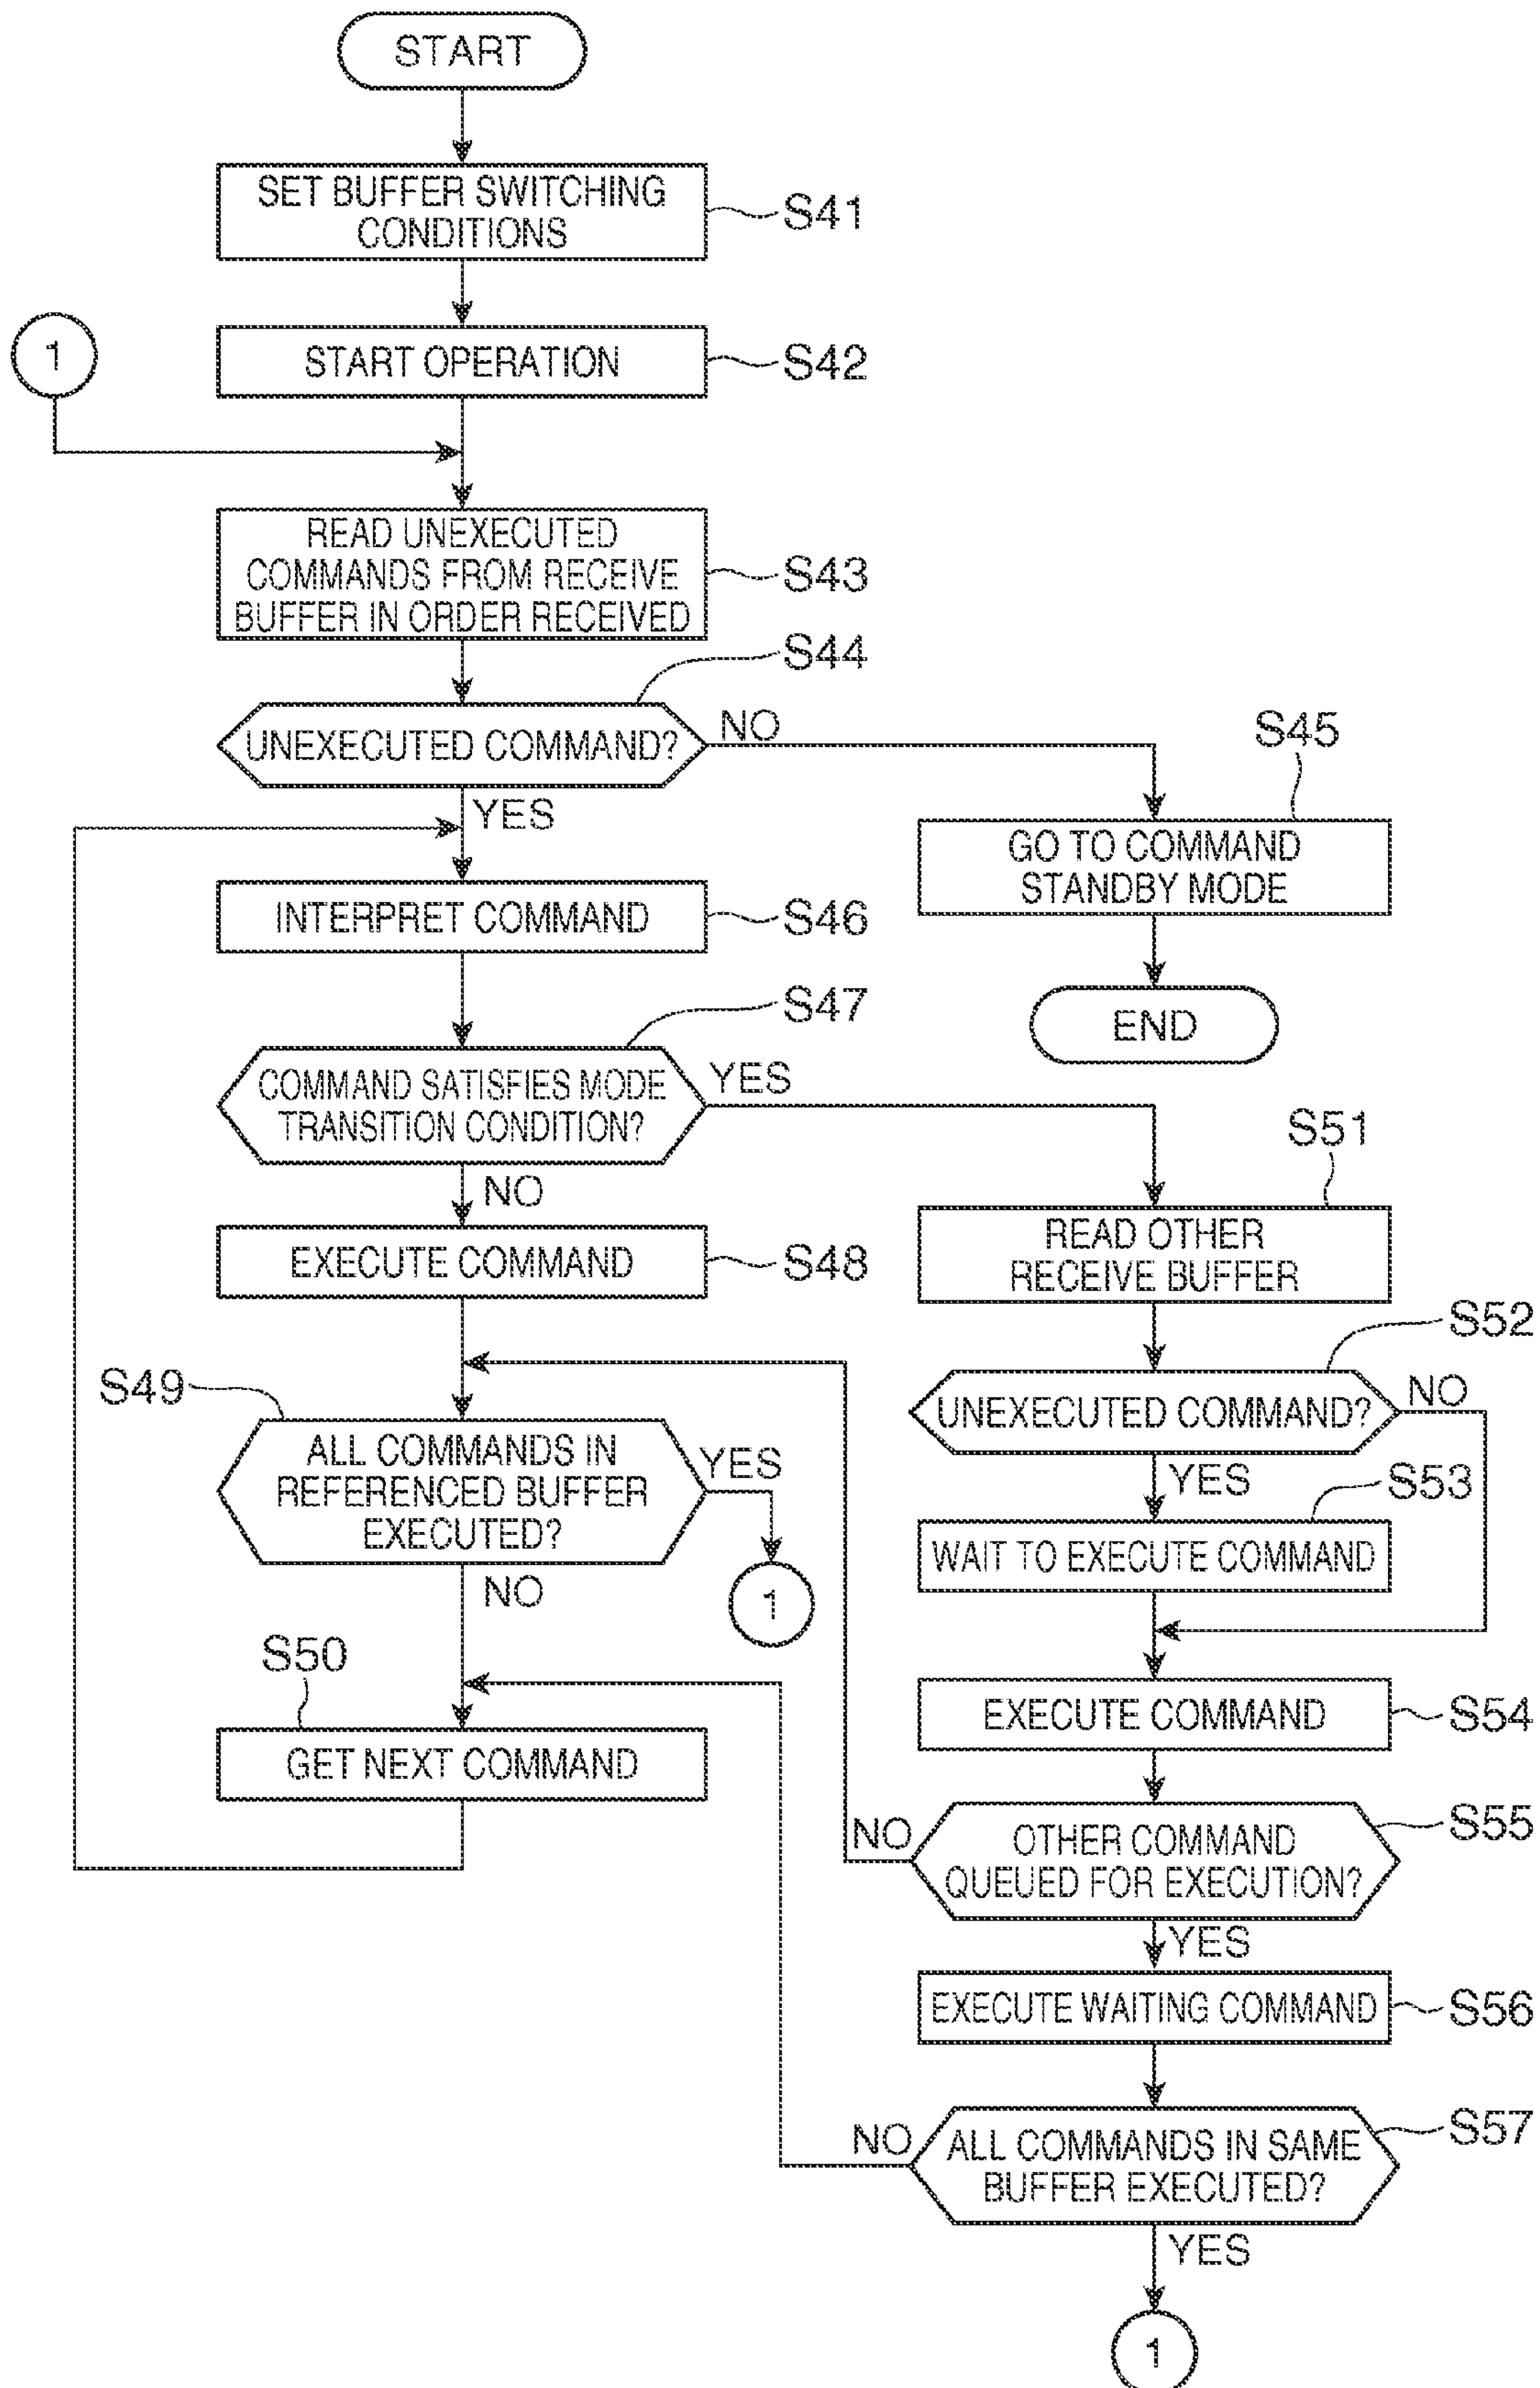 START
SET BUFFER SWITCHING
CONDITIONS
S41
1
START OPERATION
S42
READ UNEXECUTED
COMMANDS FROM RECEIVE
BUFFER IN ORDER RECEIVED
S43
S44
UNEXECUTED COMMAND?
NO
YES
S45
GO TO COMMAND
STANDBY MODE
END
INTERPRET COMMAND
S46
S47
COMMAND SATISFIES MODE
TRANSITION CONDITION?
YES
NO
EXECUTE COMMAND
S48
S49
ALL COMMANDS IN
REFERENCED BUFFER
EXECUTED?
YES
1
NO
S50
GET NEXT COMMAND
S51
READ OTHER
RECEIVE BUFFER
S52
UNEXECUTED COMMAND?
NO
YES
S53
WAIT TO EXECUTE COMMAND
EXECUTE COMMAND
S54
S55
OTHER COMMAND
QUEUED FOR EXECUTION?
NO
YES
EXECUTE WAITING COMMAND
S56
S57
ALL COMMANDS IN SAME
BUFFER EXECUTED?
NO
YES
1